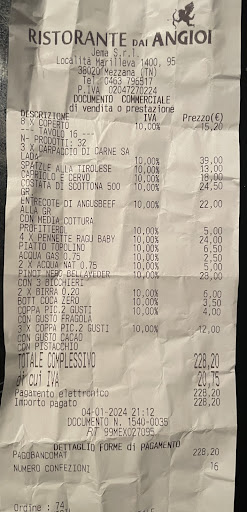 RISTORANTE DAI ANGIOI
Jema S.r.l.
Località Marilleva 1400, 95
38020 Mezzana (TN)
Tel. 0463 796517
P.IVA 02047270224
DOCUMENTO COMMERCIALE
di vendita o prestazione
DESCRIZIONE IVA Prezzo(€)
8 X COPERTO 10,00% 15,20
--- TAVOLO 16 ---
N° PRODOTTI: 32
3 X CARPACCIO DI CARNE SA
LADA 10,00% 39,00
SPATZLE ALLA TIROLESE 10,00% 13,00
CAPRIOLO E CERVO 10,00% 18,00
COSTATA DI SCOTTONA 500 10,00% 24,50
GR.
ENTRECOTE DI ANGUSBEEF 10,00% 22,00
ALLA GR
CON MEDIA COTTURA
PROFITTEROL 10,00% 5,00
4 X PENNETTE RAGU BABY 10,00% 24,00
PIATTO TOPOLINO 10,00% 6,50
ACQUA GAS 0.75 10,00% 2,50
2 X ACQUA NAT 0.75 10,00% 5,00
PINOT NERO BELLAVEDER 10,00% 28,00
CON 3 BICCHIERI
2 X BIRRA 0,20 10,00% 6,00
BOTT COCA ZERO 10,00% 3,50
COPPA PIC.2 GUSTI 10,00% 4,00
CON GUSTO FRAGOLA
3 X COPPA PIC.2 GUSTI 10,00% 12,00
CON GUSTO CACAO
CON PISTACCHIO
TOTALE COMPLESSIVO 228,20
di cui IVA 20,75
Pagamento elettronico 228,20
Importo pagato 228,20
04-01-2024 21:12
DOCUMENTO N. 1540-0035
RT 99MEX027095
DETTAGLIO FORME di PAGAMENTO
PAGOBANCOMAT 228,20
NUMERO CONFEZIONI 16
Ordine : 74